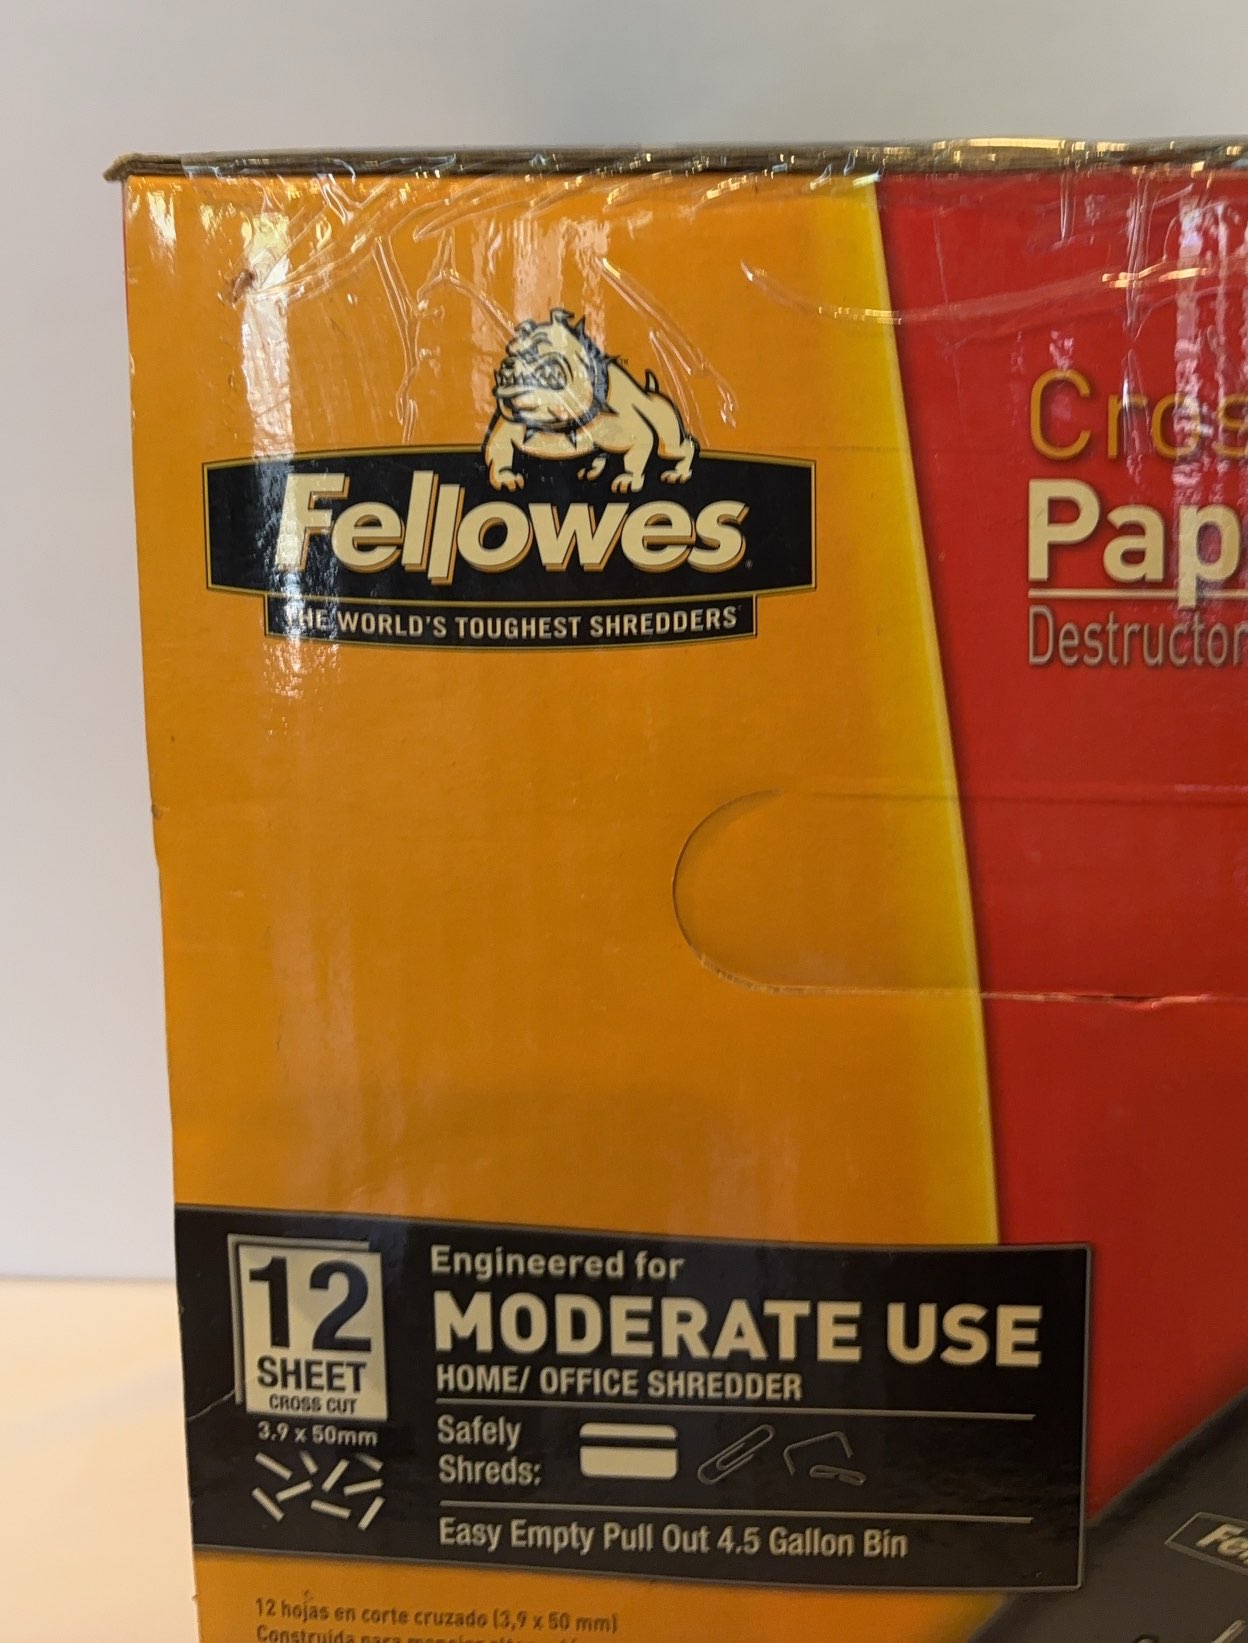 Fellowes
THE WORLD'S TOUGHEST SHREDDERS
Cros
Pap
Destructor
12
SHEET
CROSS CUT
3.9 x 50mm
Engineered for
MODERATE USE
HOME/ OFFICE SHREDDER
Safely
Shreds:
Easy Empty Pull Out 4.5 Gallon Bin
12 hojas en corte cruzado (3,9 x 50 mm)
Construida para